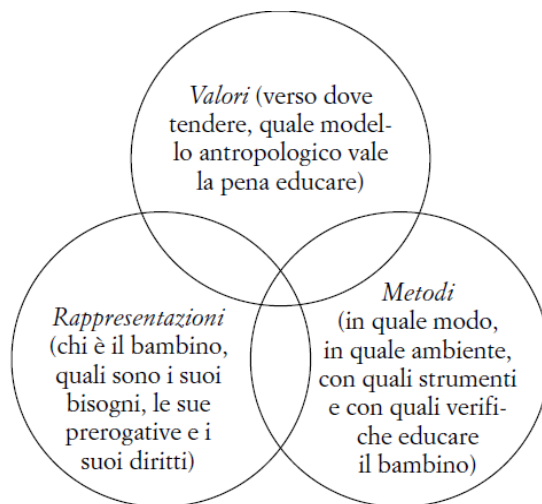 Valori (verso dove
tendere, quale model-
lo antropologico vale
la pena educare)
Rappresentazioni
(chi è il bambino,
quali sono i suoi
bisogni, le sue
prerogative e i
suoi diritti)
Metodi
(in quale modo,
in quale ambiente,
con quali strumenti
e con quali verifi-
che educare
il bambino)